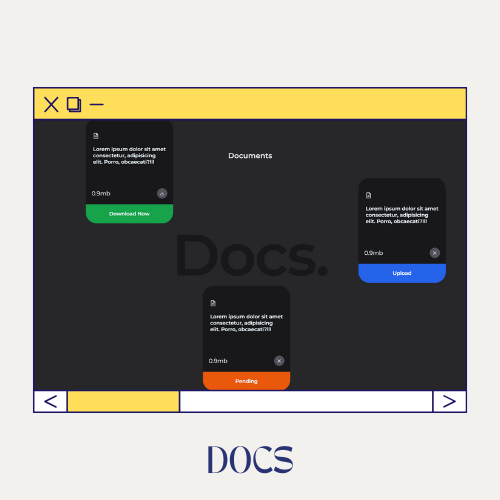 Lorem ipsum dolor sit amet
consectetur, adipisicing
elit. Porro, obcaecati?!!!
0.9mb
Download Now
Documents
Lorem ipsum dolor sit amet
consectetur, adipisicing
elit. Porro, obcaecati?!!!
0.9mb
Upload
Docs.
Lorem ipsum dolor sit amet
consectetur, adipisicing
elit. Porro, obcaecati?!!!
0.9mb
Pending
DOCS